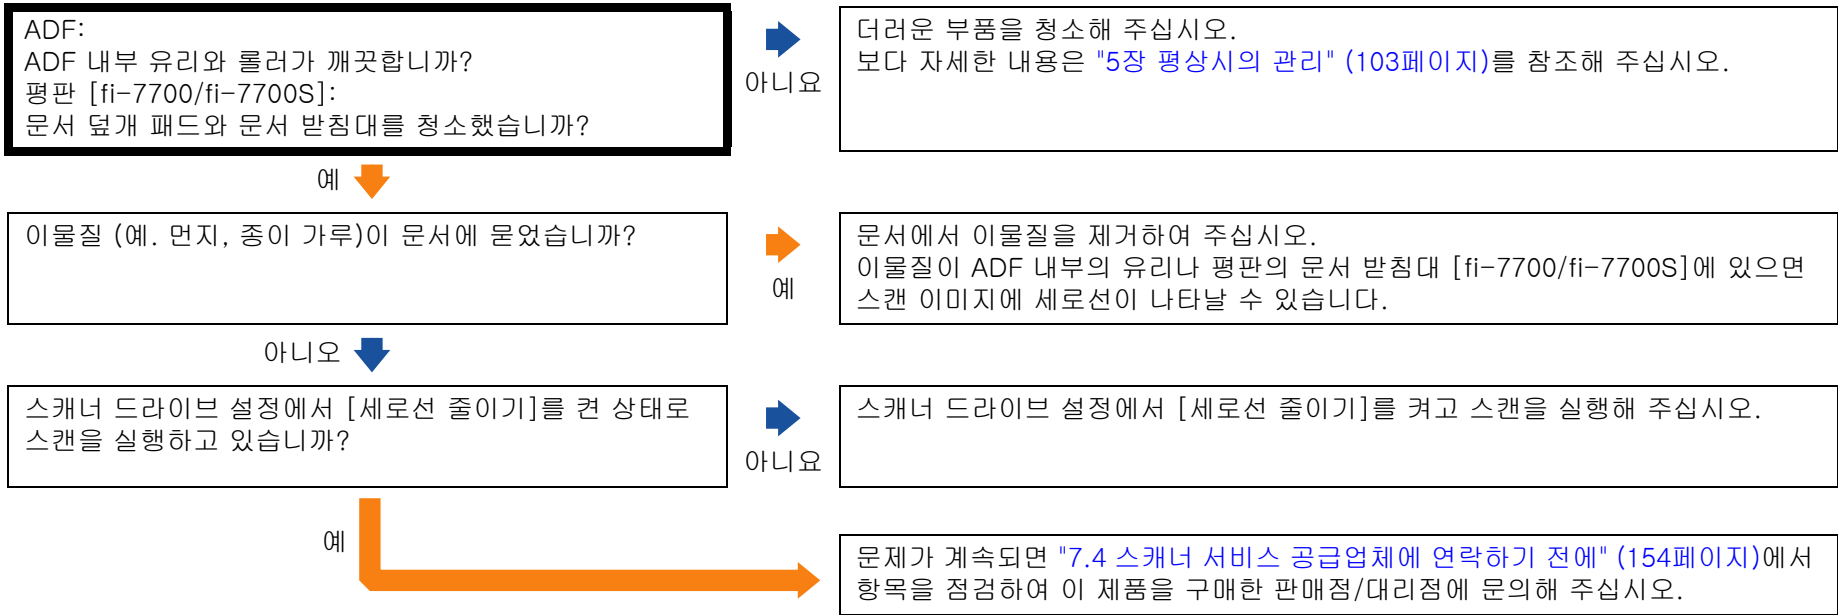 ADF:
ADF 내부 유리와 롤러가 깨끗합니까?
평판 [fi-7700/fi-7700S]:
문서 덮개 패드와 문서 받침대를 청소했습니까?
아니요
더러운 부품을 청소해 주십시오.
보다 자세한 내용은 "5장 평상시의 관리" (103페이지)를 참조해 주십시오.
예
이물질 (예. 먼지, 종이 가루)이 문서에 묻었습니까?
예
문서에서 이물질을 제거하여 주십시오.
이물질이 ADF 내부의 유리나 평판의 문서 받침대 [fi-7700/fi-7700S]에 있으면
스캔 이미지에 세로선이 나타날 수 있습니다.
아니오
스캐너 드라이브 설정에서 [세로선 줄이기]를 켠 상태로
스캔을 실행하고 있습니까?
아니요
스캐너 드라이브 설정에서 [세로선 줄이기]를 켜고 스캔을 실행해 주십시오.
예
문제가 계속되면 "7.4 스캐너 서비스 공급업체에 연락하기 전에" (154페이지)에서
항목을 점검하여 이 제품을 구매한 판매점/대리점에 문의해 주십시오.